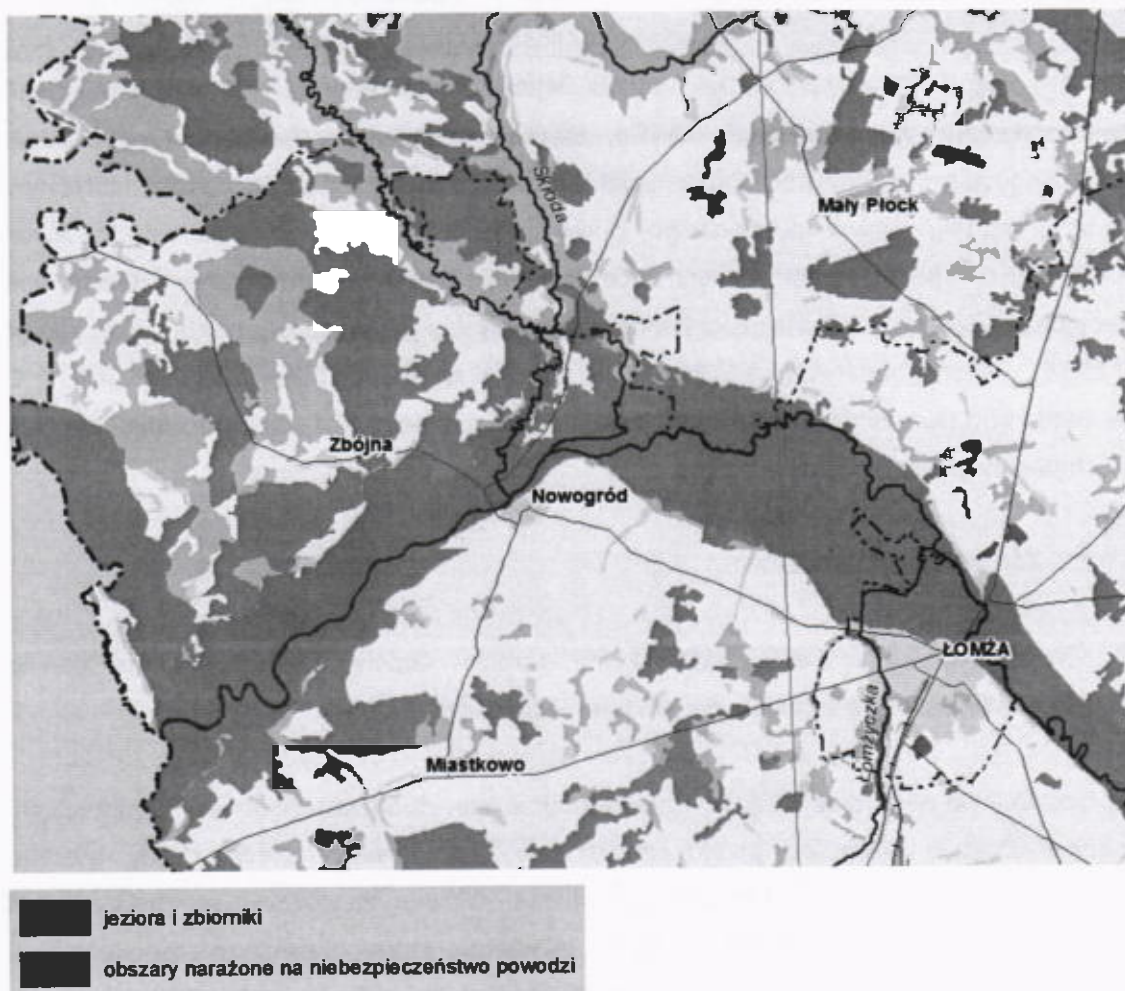 Skroda
Mały Płock
Zbójna
Nowogród
ŁOMŻA
Łomżyczka
Miastkowo
jeziora i zbiorniki
obszary narażone na niebezpieczeństwo powodzi